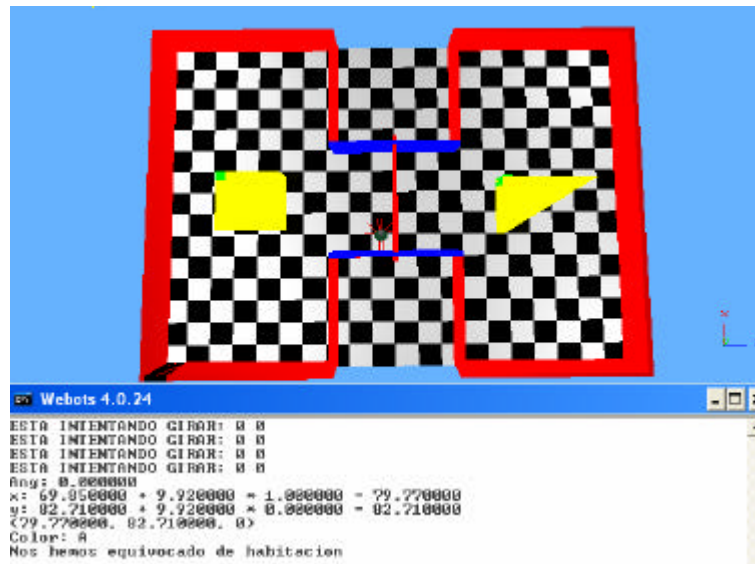 Webots 4.0.24
ESTA INTENTANDO GIRAR: 0 0
ESTA INTENTANDO GIRAR: 0 0
ESTA INTENTANDO GIRAR: 0 0
ESTA INTENTANDO GIRAR: 0 0
Ang: 0.000000
x: 69.850000 + 9.920000 * 1.000000 = 79.770000
y: 82.710000 + 9.920000 * 0.000000 = 82.710000
(79.770000, 82.710000, 0)
Color: A
Nos hemos equivocado de habitacion